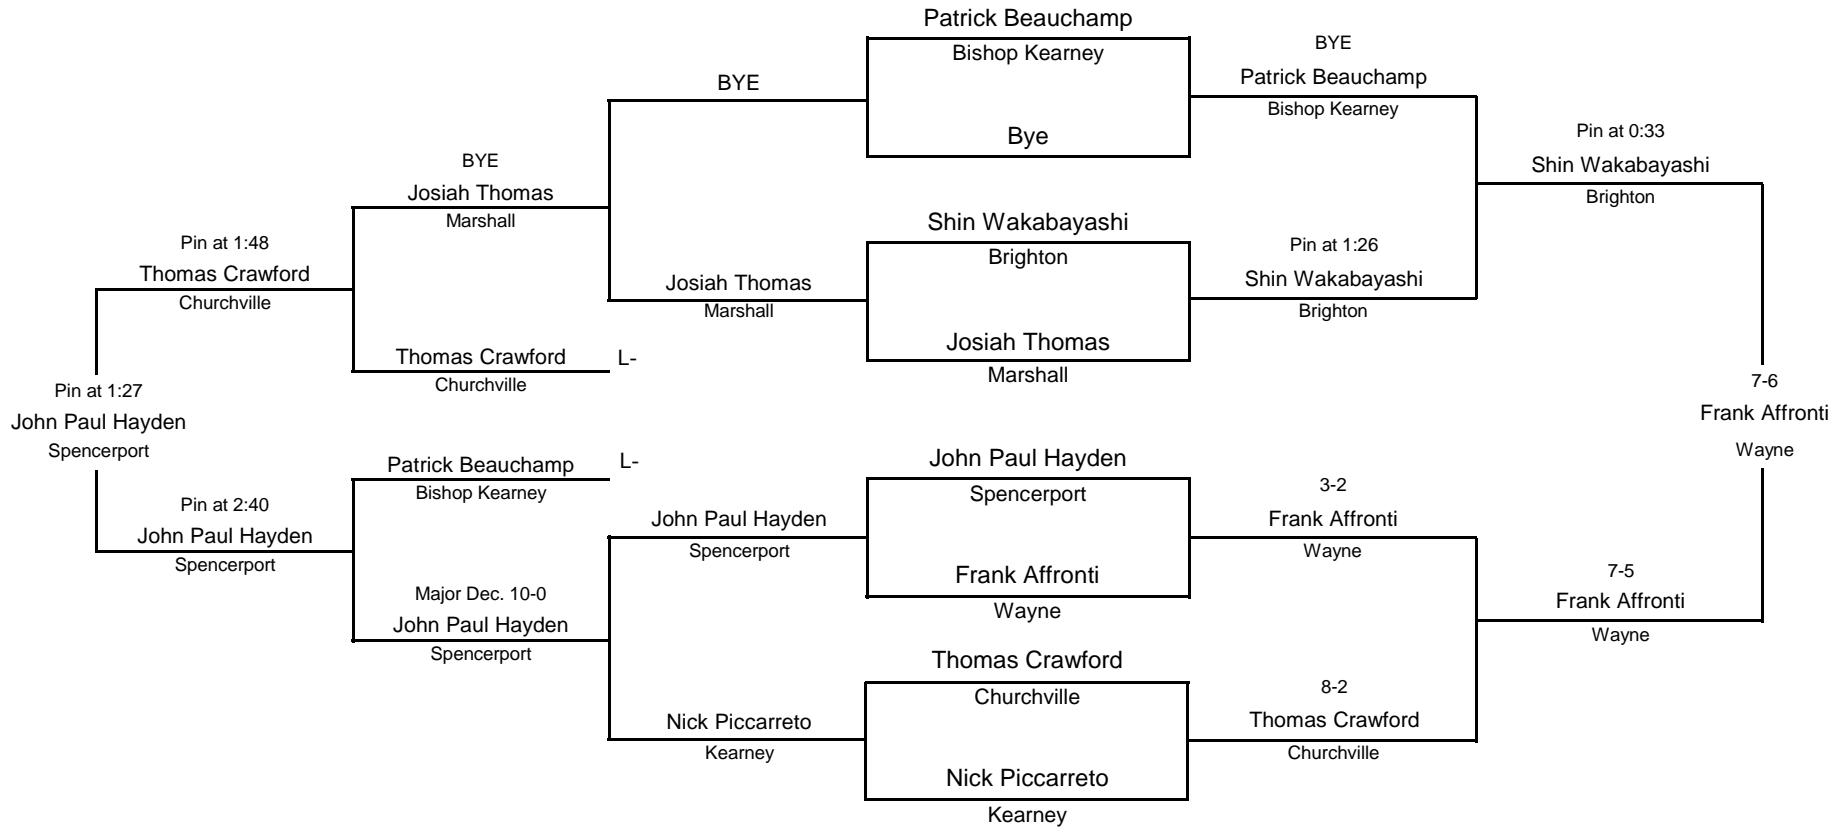 Patrick Beauchamp
Bishop Kearney
BYE
Patrick Beauchamp
Bishop Kearney
BYE
Bye
Pin at 0:33
Shin Wakabayashi
Brighton
BYE
Josiah Thomas
Marshall
Shin Wakabayashi
Brighton
Pin at 1:26
Shin Wakabayashi
Brighton
Pin at 1:48
Thomas Crawford
Churchville
Josiah Thomas
Marshall
Josiah Thomas
Marshall
Thomas Crawford L-
Churchville
Pin at 1:27
John Paul Hayden
Spencerport
7-6
Frank Affronti
Wayne
Patrick Beauchamp L-
Bishop Kearney
John Paul Hayden
Spencerport
3-2
Frank Affronti
Wayne
Pin at 2:40
John Paul Hayden
Spencerport
John Paul Hayden
Spencerport
Frank Affronti
Wayne
7-5
Frank Affronti
Wayne
Major Dec. 10-0
John Paul Hayden
Spencerport
Thomas Crawford
Churchville
8-2
Thomas Crawford
Churchville
Nick Piccarreto
Kearney
Nick Piccarreto
Kearney